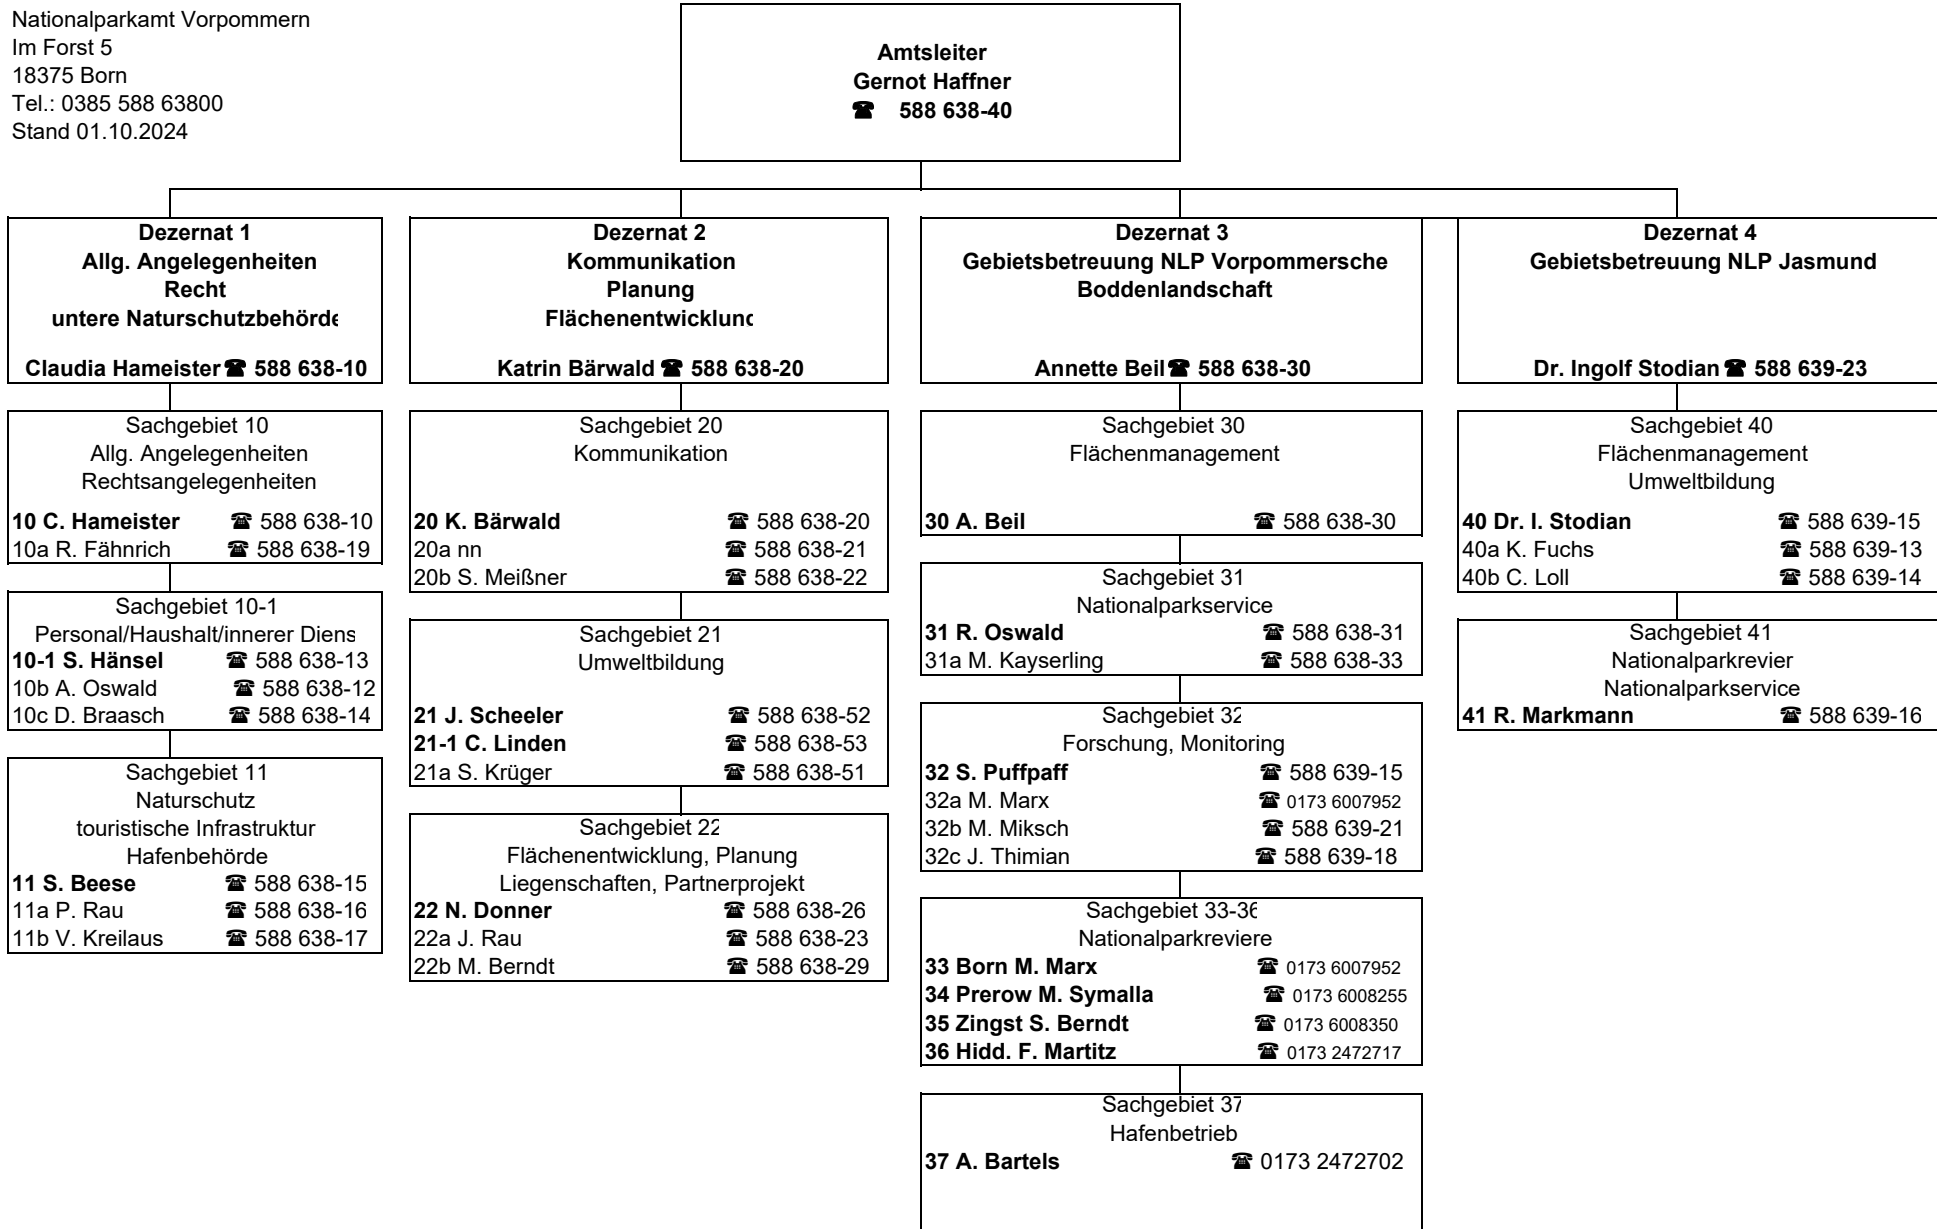 Nationalparkamt Vorpommern
Im Forst 5
18375 Born
Tel.: 0385 588 63800
Stand 01.10.2024
Amtsleiter
Gernot Haffner
☎ 588 638-40
Dezernat 1
Allg. Angelegenheiten
Recht
untere Naturschutzbehörde
Claudia Hameister ☎ 588 638-10
Sachgebiet 10
Allg. Angelegenheiten
Rechtsangelegenheiten
10 C. Hameister ☎ 588 638-10
10a R. Fähnrich ☎ 588 638-19
Sachgebiet 10-1
Personal/Haushalt/innerer Diens
10-1 S. Hänsel ☎ 588 638-13
10b A. Oswald ☎ 588 638-12
10c D. Braasch ☎ 588 638-14
Sachgebiet 11
Naturschutz
touristische Infrastruktur
Hafenbehörde
11 S. Beese ☎ 588 638-15
11a P. Rau ☎ 588 638-16
11b V. Kreilaus ☎ 588 638-17
Dezernat 2
Kommunikation
Planung
Flächenentwicklung
Katrin Bärwald ☎ 588 638-20
Sachgebiet 20
Kommunikation
20 K. Bärwald ☎ 588 638-20
20a nn ☎ 588 638-21
20b S. Meißner ☎ 588 638-22
Sachgebiet 21
Umweltbildung
21 J. Scheeler ☎ 588 638-52
21-1 C. Linden ☎ 588 638-53
21a S. Krüger ☎ 588 638-51
Sachgebiet 22
Flächenentwicklung, Planung
Liegenschaften, Partnerprojekt
22 N. Donner ☎ 588 638-26
22a J. Rau ☎ 588 638-23
22b M. Berndt ☎ 588 638-29
Dezernat 3
Gebietsbetreuung NLP Vorpommersche
Boddenlandschaft
Annette Beil ☎ 588 638-30
Sachgebiet 30
Flächenmanagement
30 A. Beil ☎ 588 638-30
Sachgebiet 31
Nationalparkservice
31 R. Oswald ☎ 588 638-31
31a M. Kayserling ☎ 588 638-33
Sachgebiet 32
Forschung, Monitoring
32 S. Puffpaff ☎ 588 639-15
32a M. Marx ☎ 0173 6007952
32b M. Miksch ☎ 588 639-21
32c J. Thimian ☎ 588 639-18
Sachgebiet 33-36
Nationalparkreviere
33 Born M. Marx ☎ 0173 6007952
34 Prerow M. Symalla ☎ 0173 6008255
35 Zingst S. Berndt ☎ 0173 6008350
36 Hidd. F. Martitz ☎ 0173 2472717
Sachgebiet 37
Hafenbetrieb
37 A. Bartels ☎ 0173 2472702
Dezernat 4
Gebietsbetreuung NLP Jasmund
Dr. Ingolf Stodian ☎ 588 639-23
Sachgebiet 40
Flächenmanagement
Umweltbildung
40 Dr. I. Stodian ☎ 588 639-15
40a K. Fuchs ☎ 588 639-13
40b C. Loll ☎ 588 639-14
Sachgebiet 41
Nationalparkrevier
Nationalparkservice
41 R. Markmann ☎ 588 639-16